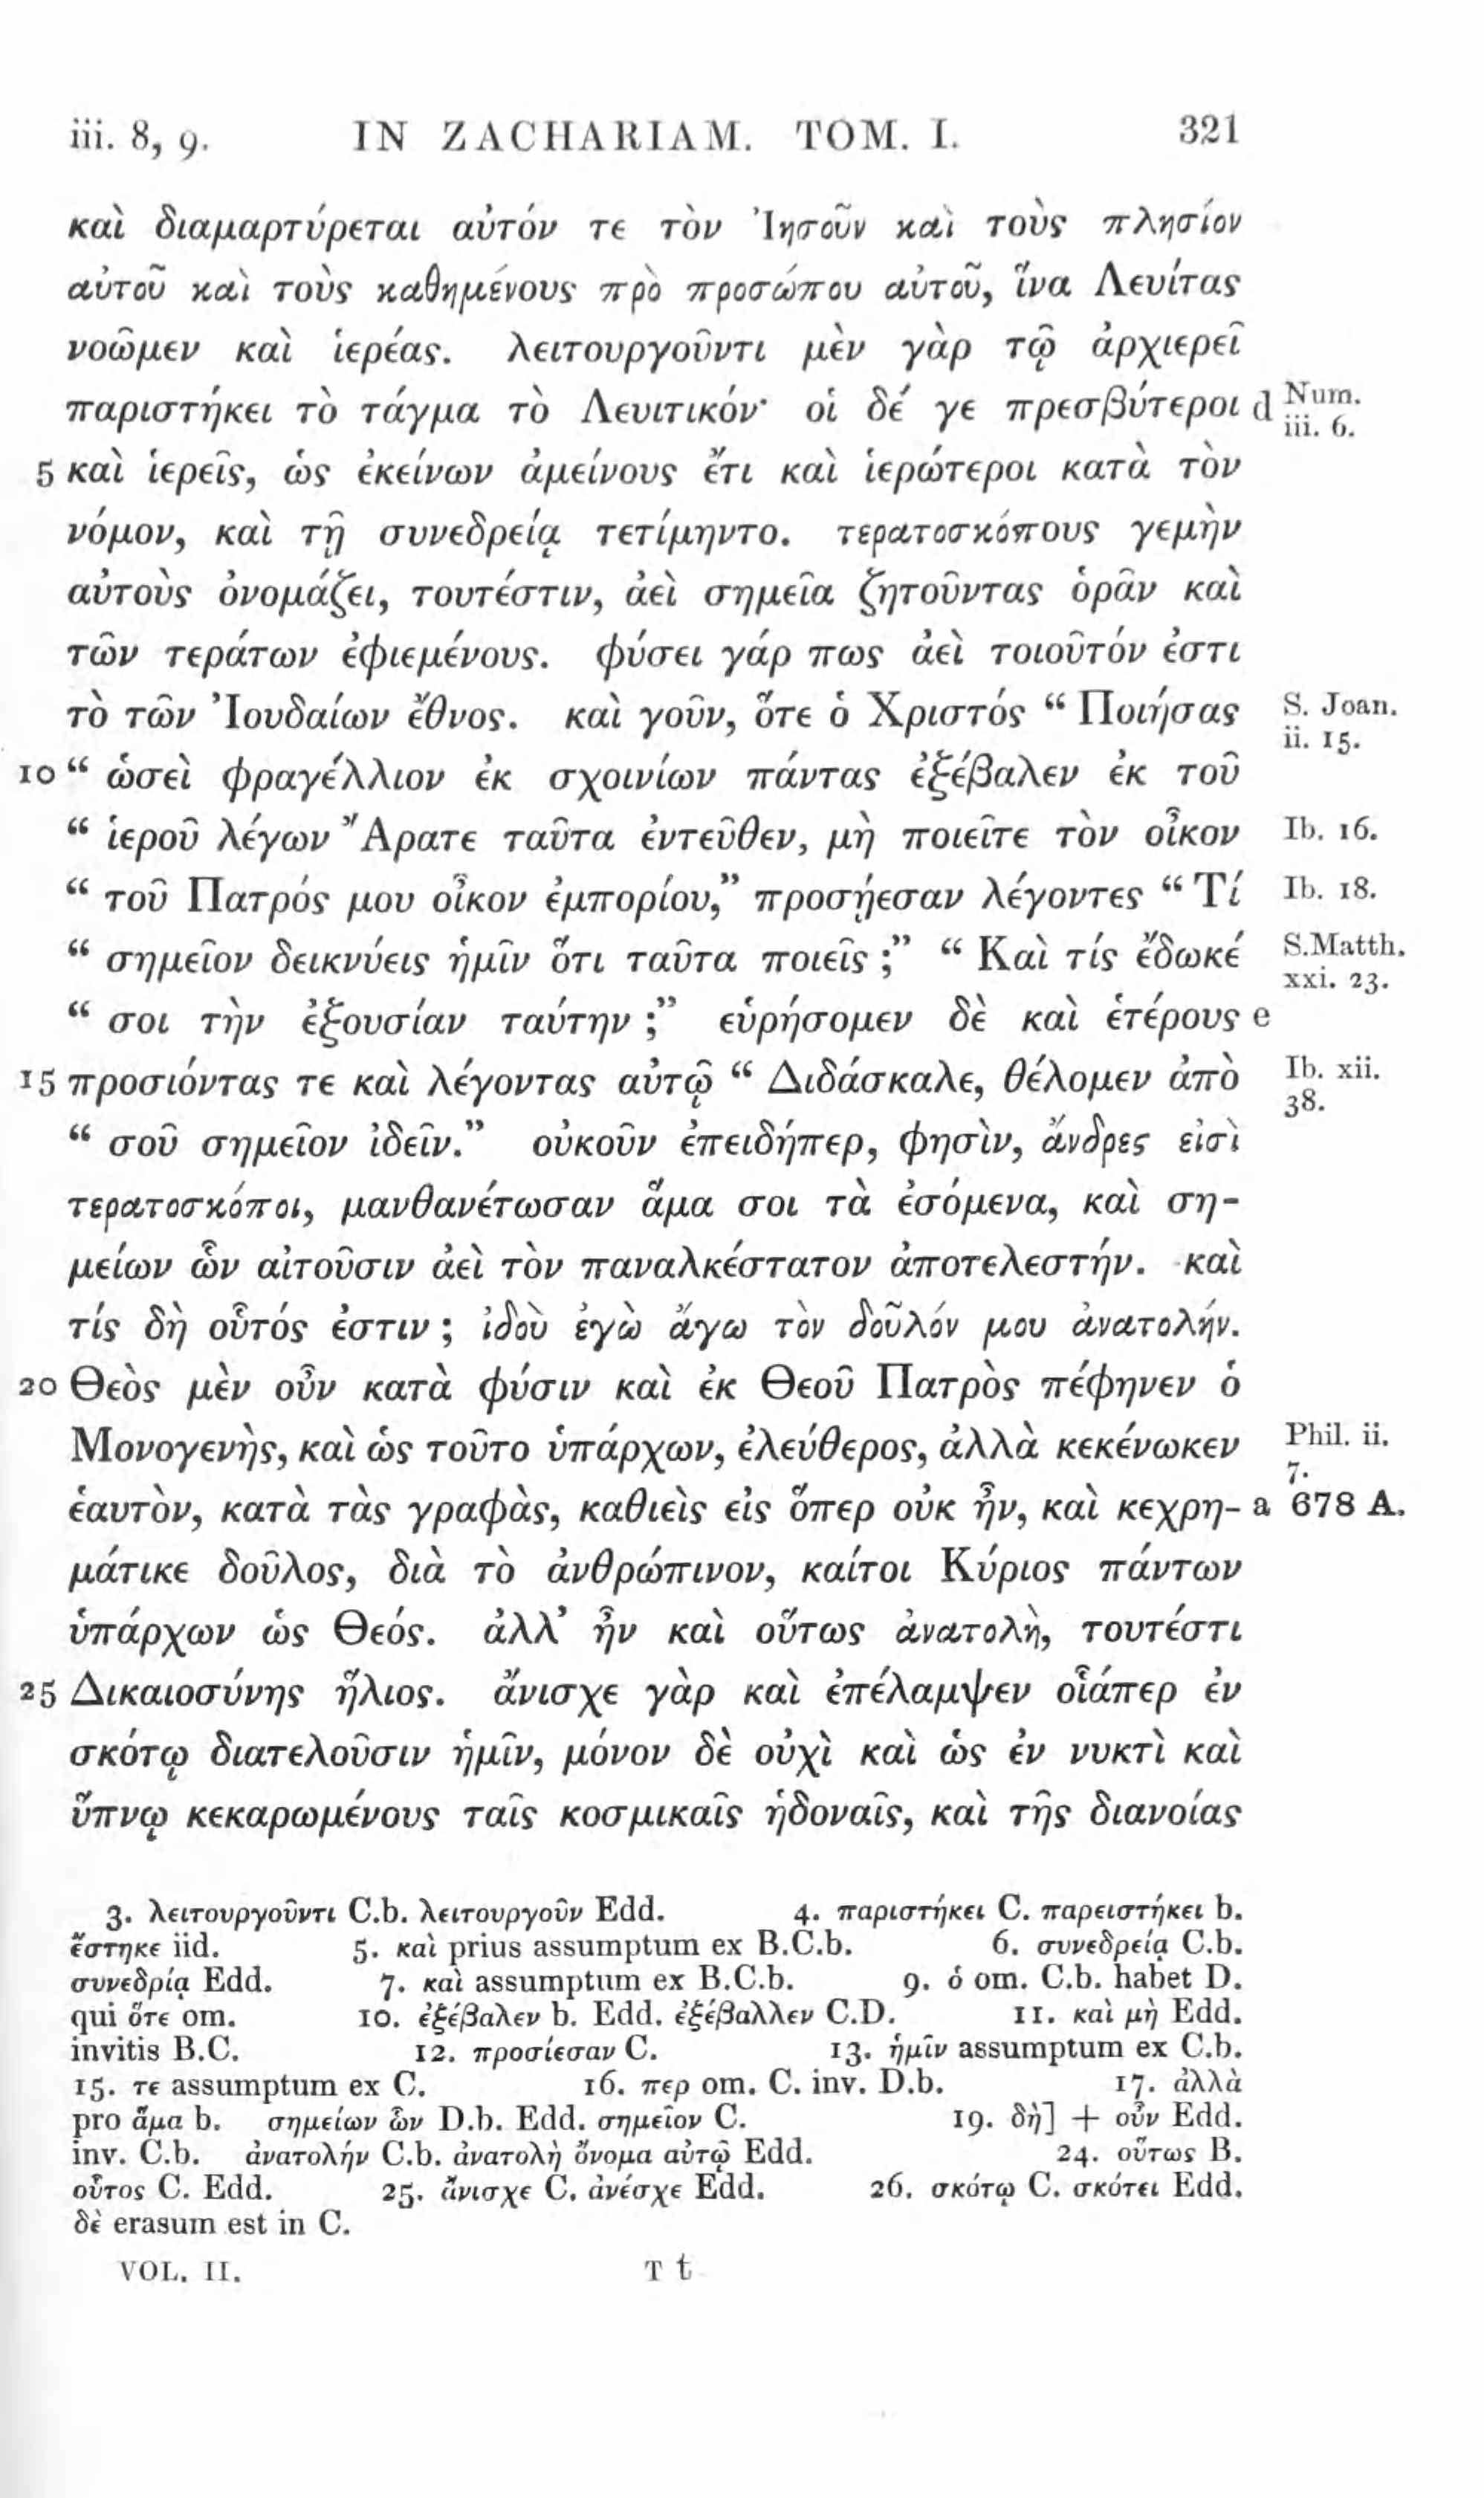 iii. 8, 9. IN ZACHARIAM. TOM. I. 321
καὶ διαμαρτύρεται αὐτόν τε τὸν Ἰησοῦν καὶ τοὺς πλησίον
αὐτοῦ καὶ τοὺς καθημένους πρὸ προσώπου αὐτοῦ, ἵνα Λευίτας
νοῶμεν καὶ ἱερέας. λειτουργοῦντι μὲν γὰρ τῷ ἀρχιερεῖ
παριστήκει τὸ τάγμα τὸ Λευιτικόν· οἱ δέ γε πρεσβύτεροι d Num. iii. 6.
5 καὶ ἱερεῖς, ὡς ἐκείνων ἀμείνους ἔτι καὶ ἱερώτεροι κατὰ τὸν
νόμον, καὶ τῇ συνεδρείᾳ τετίμηντο. τερατοσκόπους γεμὴν
αὐτοὺς ὀνομάζει, τουτέστιν, ἀεὶ σημεῖα ζητοῦντας ὁρᾶν καὶ
τῶν τεράτων ἐφιεμένους. φύσει γάρ πως ἀεὶ τοιοῦτόν ἐστι
τὸ τῶν Ἰουδαίων ἔθνος. καὶ γοῦν, ὅτε ὁ Χριστός “ Ποιήσας S. Joan. ii. 15.
10 “ ὡσεὶ φραγέλλιον ἐκ σχοινίων πάντας ἐξέβαλεν ἐκ τοῦ
“ ἱεροῦ λέγων Ἄρατε ταῦτα ἐντεῦθεν, μὴ ποιεῖτε τὸν οἶκον Ib. 16.
“ τοῦ Πατρός μου οἶκον ἐμπορίου,” προσῄεσαν λέγοντες “ Τί Ib. 18.
“ σημεῖον δεικνύεις ἡμῖν ὅτι ταῦτα ποιεῖς ;” “ Καὶ τίς ἔδωκέ S.Matth. xxi. 23.
“ σοι τὴν ἐξουσίαν ταύτην ;” εὑρήσομεν δὲ καὶ ἑτέρους e
15 προσιόντας τε καὶ λέγοντας αὐτῷ “ Διδάσκαλε, θέλομεν ἀπὸ Ib. xii. 38.
“ σοῦ σημεῖον ἰδεῖν.” οὐκοῦν ἐπειδήπερ, φησὶν, ἄνδρες εἰσὶ
τερατοσκόποι, μανθανέτωσαν ἅμα σοι τὰ ἐσόμενα, καὶ ση-
μείων ὧν αἰτοῦσιν ἀεὶ τὸν παναλκέστατον ἀποτελεστήν. καὶ
τίς δὴ οὗτός ἐστιν ; ἰδοὺ ἐγὼ ἄγω τὸν δοῦλόν μου ἀνατολήν.
20 Θεὸς μὲν οὖν κατὰ φύσιν καὶ ἐκ Θεοῦ Πατρὸς πέφηνεν ὁ
Μονογενὴς, καὶ ὡς τοῦτο ὑπάρχων, ἐλεύθερος, ἀλλὰ κεκένωκεν Phil. ii. 7.
ἑαυτὸν, κατὰ τὰς γραφὰς, καθιεὶς εἰς ὅπερ οὐκ ἦν, καὶ κεχρη- a 678 A.
μάτικε δοῦλος, διὰ τὸ ἀνθρώπινον, καίτοι Κύριος πάντων
ὑπάρχων ὡς Θεός. ἀλλ’ ἦν καὶ οὕτως ἀνατολὴ, τουτέστι
25 Δικαιοσύνης ἥλιος. ἄνισχε γὰρ καὶ ἐπέλαμψεν οἷάπερ ἐν
σκότῳ διατελοῦσιν ἡμῖν, μόνον δὲ οὐχὶ καὶ ὡς ἐν νυκτὶ καὶ
ὕπνῳ κεκαρωμένους ταῖς κοσμικαῖς ἡδοναῖς, καὶ τῆς διανοίας
3. λειτουργοῦντι C.b. λειτουργοῦν Edd. 4. παριστήκει C. παρειστήκει b.
ἔστηκε iid. 5. καὶ prius assumptum ex B.C.b. 6. συνεδρείᾳ C.b.
συνεδρίᾳ Edd. 7. καὶ assumptum ex B.C.b. 9. ὁ om. C.b. habet D.
qui ὅτε om. 10. ἐξέβαλεν b. Edd. ἐξέβαλλεν C.D. 11. καὶ μὴ Edd.
invitis B.C. 12. προσίεσαν C. 13. ἡμῖν assumptum ex C.b.
15. τε assumptum ex C. 16. περ om. C. inv. D.b. 17. ἀλλὰ
pro ἅμα b. σημείων ὧν D.b. Edd. σημεῖον C. 19. δὴ] + οὖν Edd.
inv. C.b. ἀνατολήν C.b. ἀνατολὴ ὄνομα αὐτῷ Edd. 24. οὕτως B.
οὗτος C. Edd. 25. ἄνισχε C. ἀνέσχε Edd. 26. σκότῳ C. σκότει Edd.
δὲ erasum est in C.
VOL. II. T t